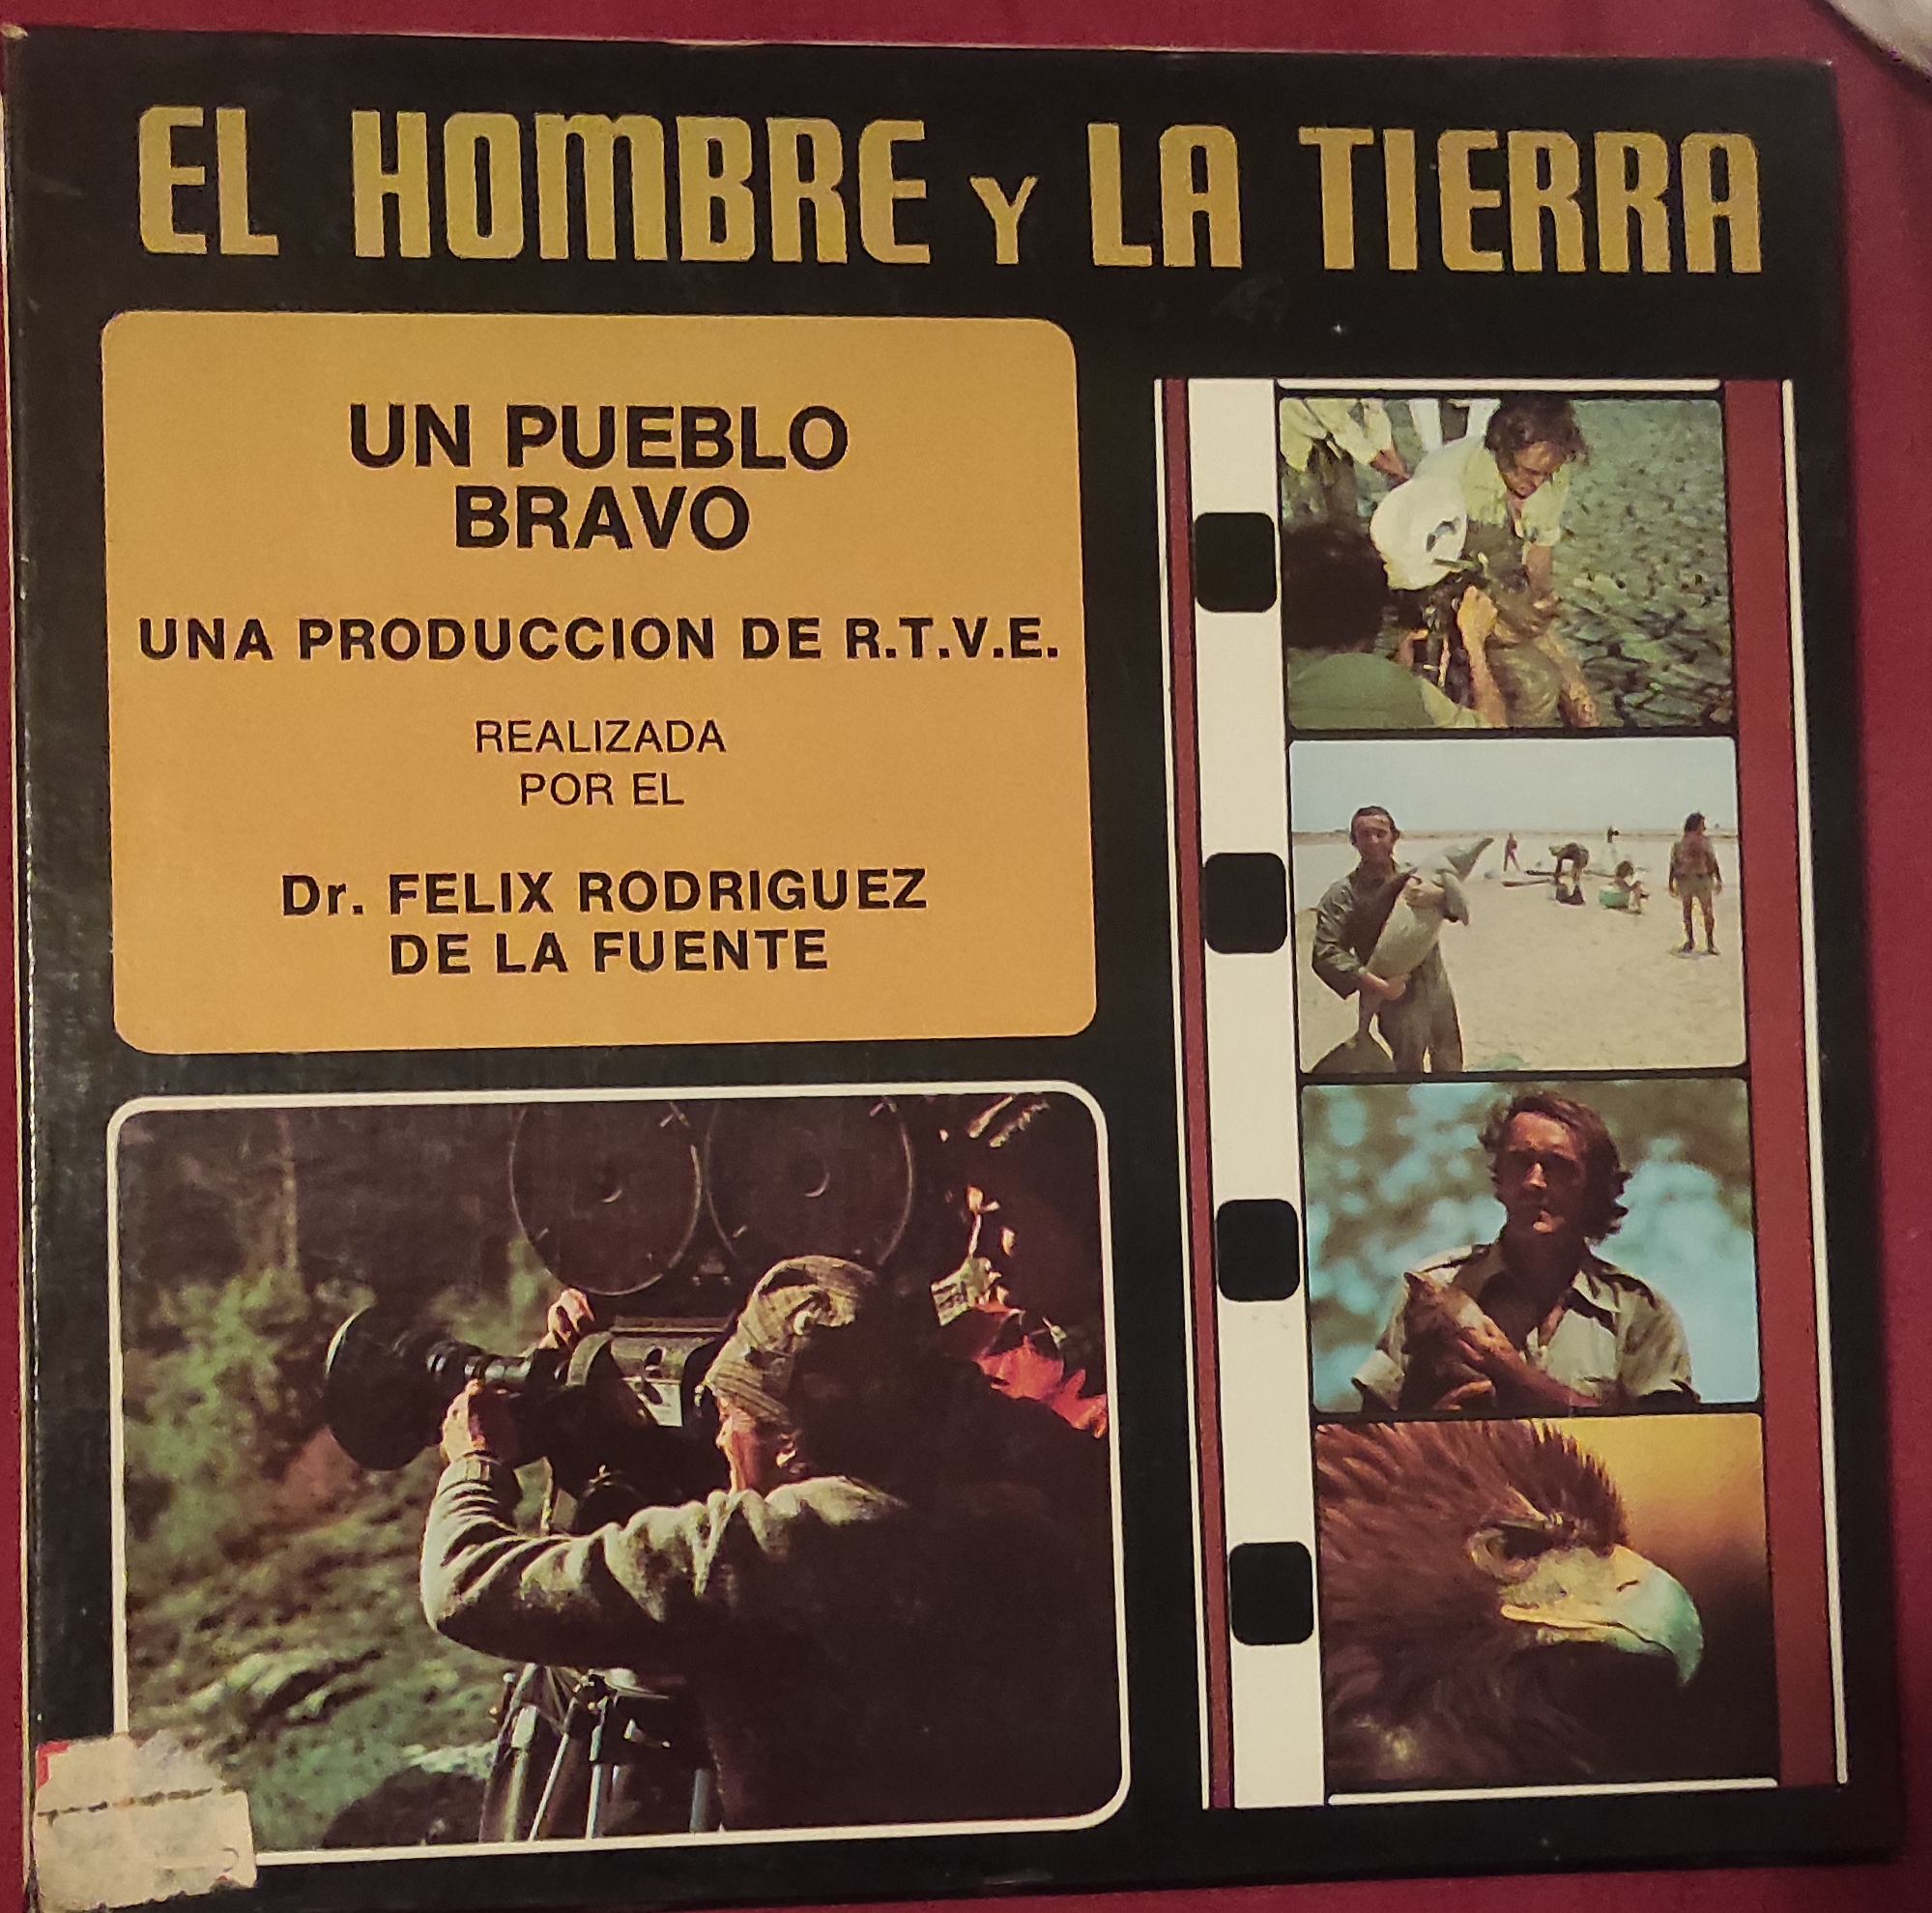 EL HOMBRE Y LA TIERRA
UN PUEBLO
BRAVO
UNA PRODUCCION DE R.T.V.E.
REALIZADA
POR EL
Dr. FELIX RODRIGUEZ
DE LA FUENTE